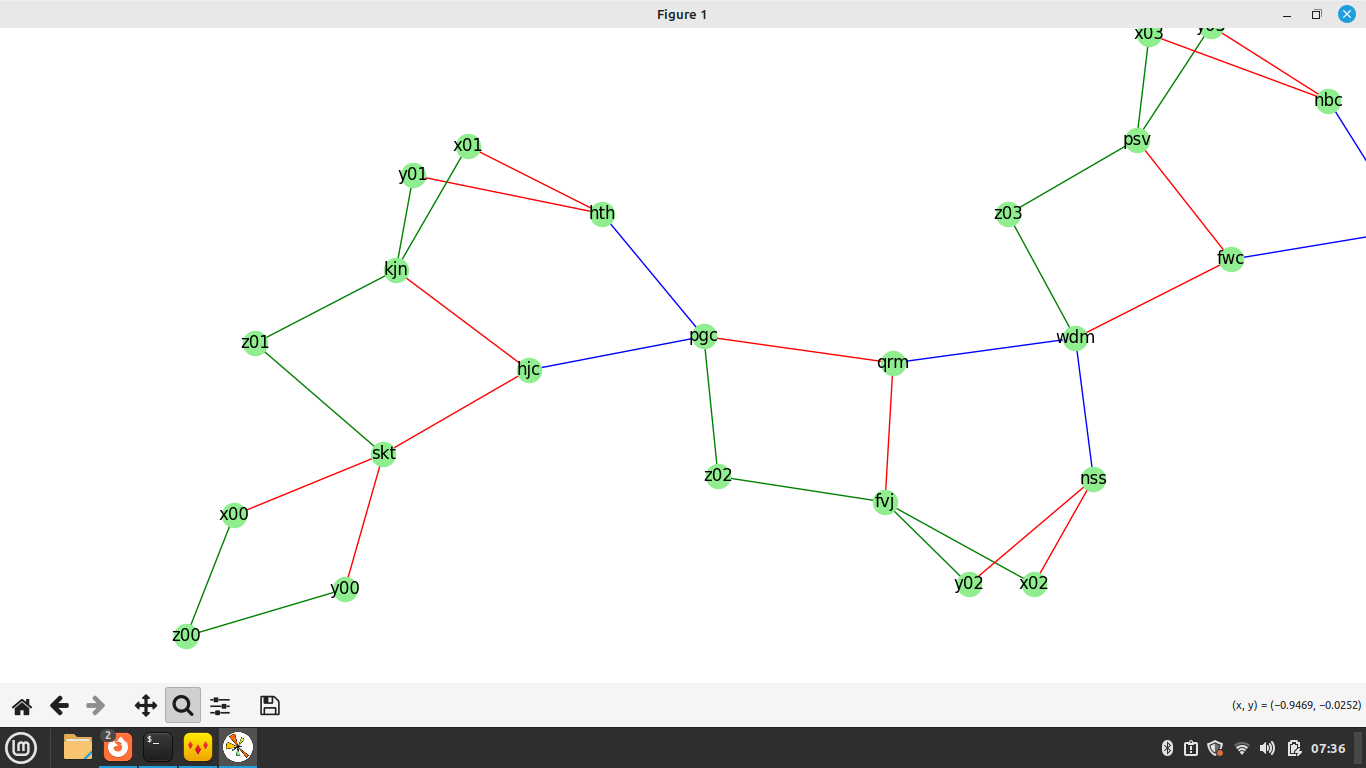 Figure 1
x03
nbc
x01
psv
y01
hth
z03
fwc
kjn
pgc
wdm
z01
qrm
hjc
skt
z02
nss
fvj
x00
y02
x02
y00
z00
(x, y) = (−0.9469, −0.0252)
2
$_
07:36